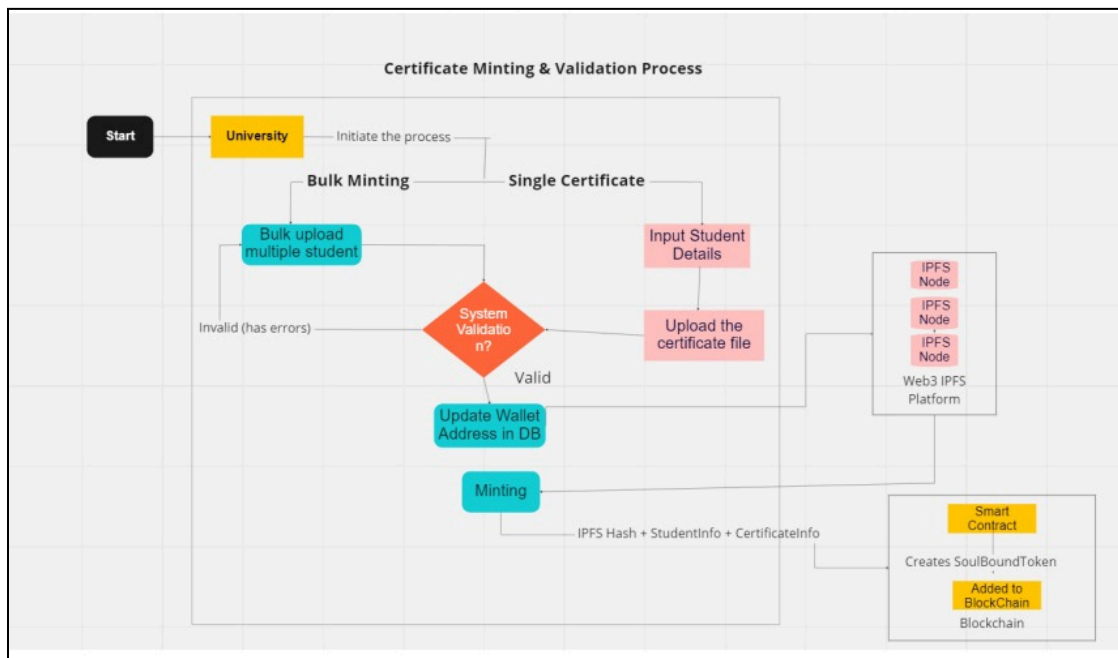 Certificate Minting & Validation Process
Start
University
Initiate the process
Bulk Minting
Single Certificate
Bulk upload
multiple student
Input Student
Details
System
Validatio
n?
Invalid (has errors)
Upload the
certificate file
Valid
Update Wallet
Address in DB
IPFS
Node
IPFS
Node
IPFS
Node
Web3 IPFS
Platform
Minting
IPFS Hash + StudentInfo + CertificateInfo
Smart
Contract
Creates SoulBoundToken
Added to
BlockChain
Blockchain